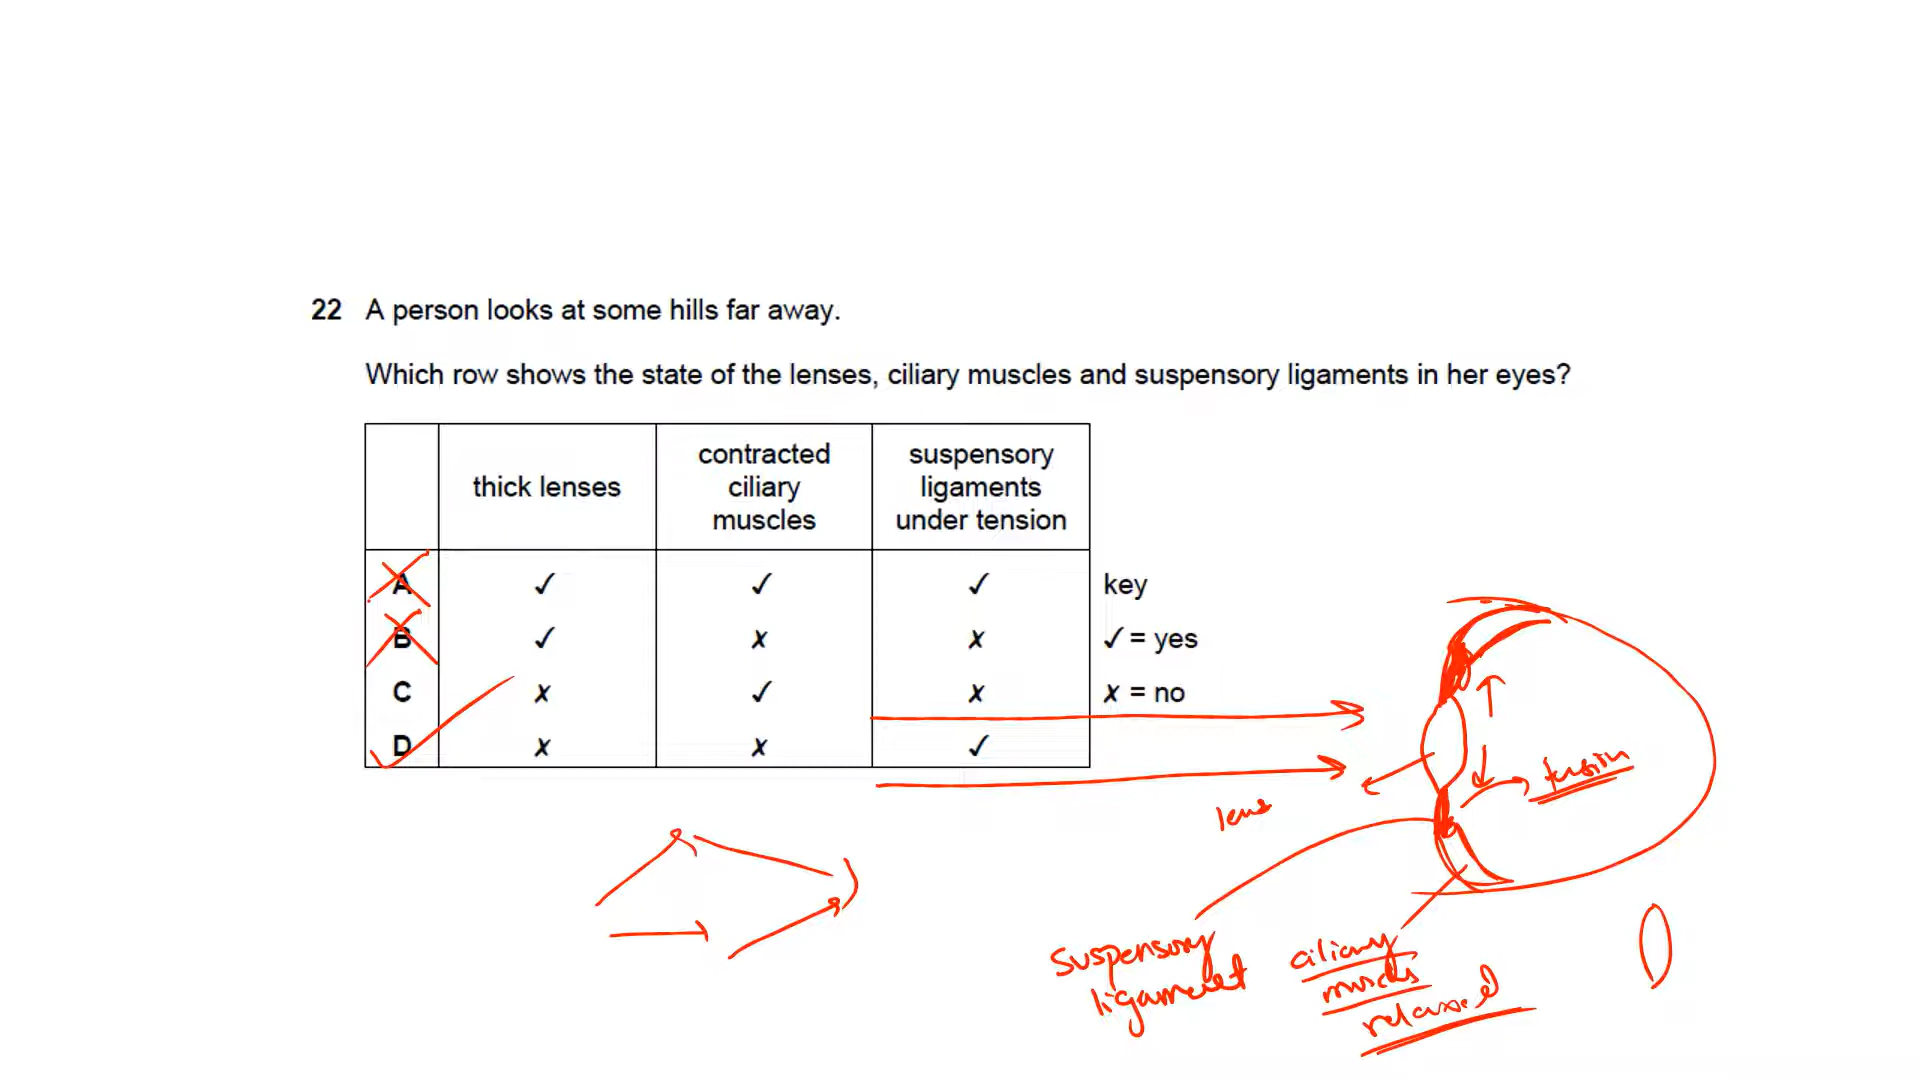 22 A person looks at some hills far away.
Which row shows the state of the lenses, ciliary muscles and suspensory ligaments in her eyes?
thick lenses
contracted
ciliary
muscles
suspensory
ligaments
under tension
A ✓ ✓ ✓ key
B ✓ ✗ ✗ ✓ = yes
C ✗ ✓ ✗ ✗ = no
D ✗ ✗ ✓
tension
lens
suspensory
ligament
ciliary
muscles
relaxed